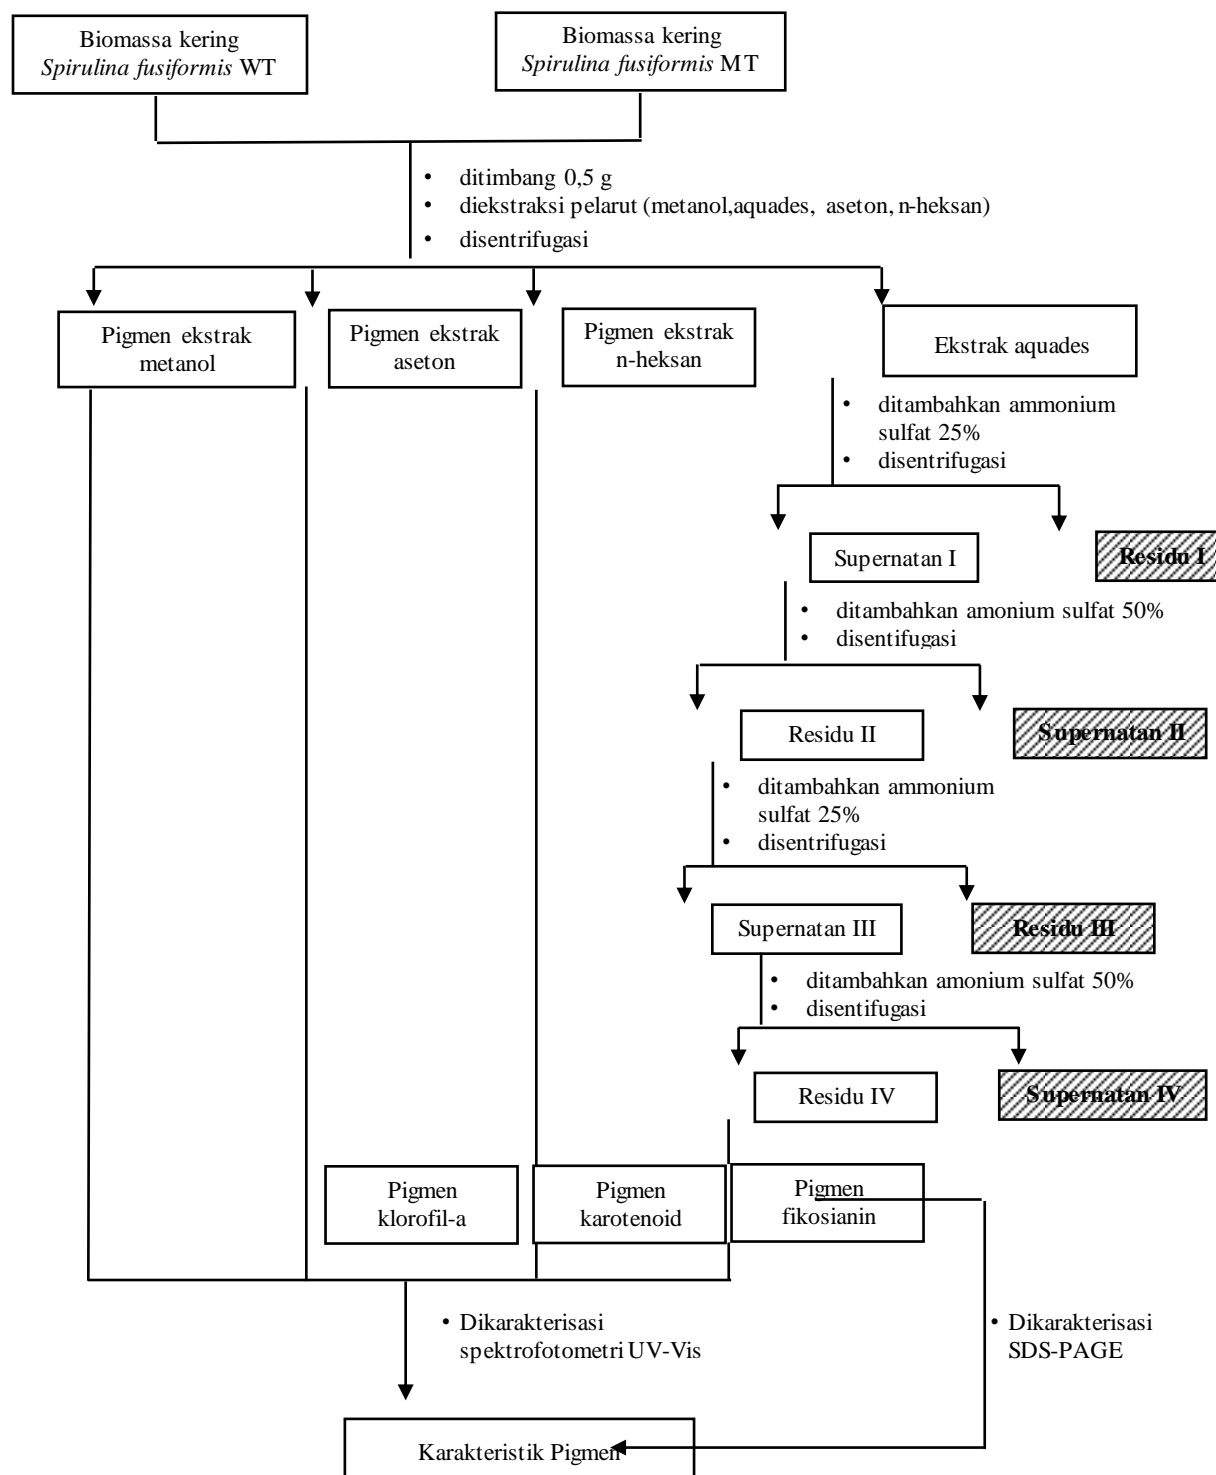 Biomassa kering
Spirulina fusiformis WT
Biomassa kering
Spirulina fusiformis MT
• ditimbang 0,5 g
• diekstraksi pelarut (metanol,aquades, aseton, n-heksan)
• disentrifugasi
Pigmen ekstrak
metanol
Pigmen ekstrak
aseton
Pigmen ekstrak
n-heksan
Ekstrak aquades
• ditambahkan ammonium
sulfat 25%
• disentrifugasi
Supernatan I
Residu I
• ditambahkan amonium sulfat 50%
• disentifugasi
Residu II
Supernatan II
• ditambahkan ammonium
sulfat 25%
• disentrifugasi
Supernatan III
Residu III
• ditambahkan amonium sulfat 50%
• disentifugasi
Residu IV
Supernatan IV
Pigmen
klorofil-a
Pigmen
karotenoid
Pigmen
fikosianin
• Dikarakterisasi
spektrofotometri UV-Vis
• Dikarakterisasi
SDS-PAGE
Karakteristik Pigmen